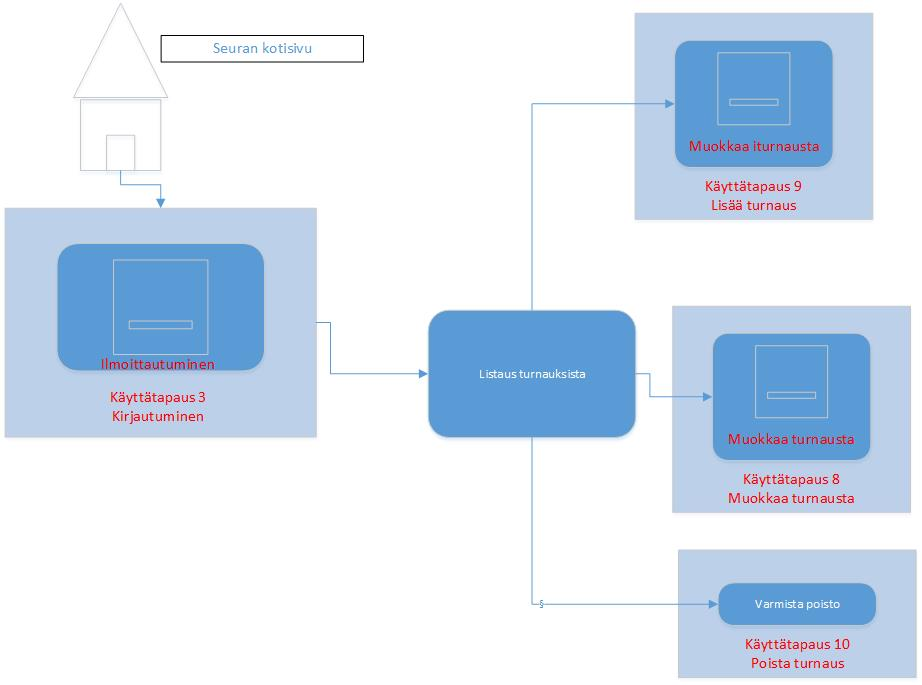 Seuran kotisivu
Ilmoittautuminen
Käyttätapaus 3
Kirjautuminen
Listaus turnauksista
Muokkaa iturnausta
Käyttätapaus 9
Lisää turnaus
Muokkaa turnausta
Käyttätapaus 8
Muokkaa turnausta
§
Varmista poisto
Käyttätapaus 10
Poista turnaus